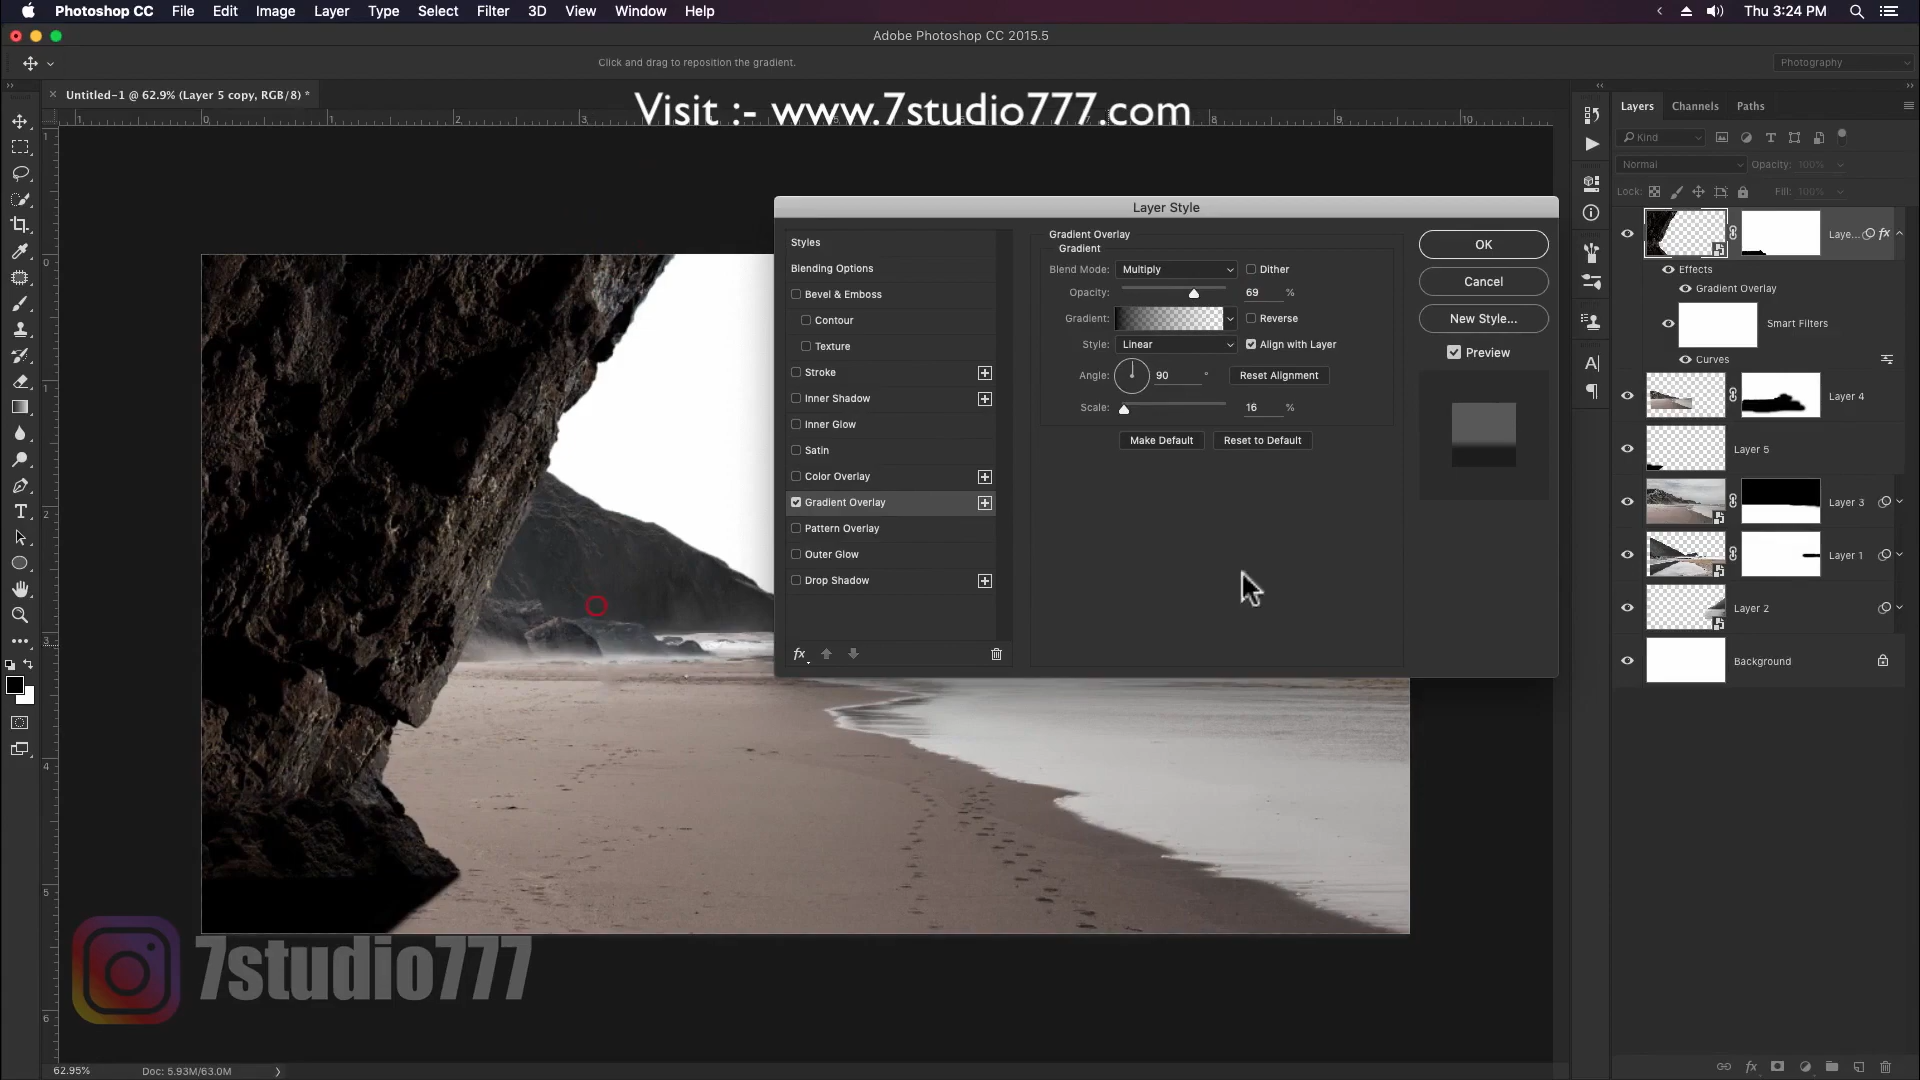 Photoshop CC File Edit Image Layer Type Select Filter 3D View Window Help Thu 3:24 PM
Adobe Photoshop CC 2015.5
Click and drag to reposition the gradient.
Photography
Untitled-1 @ 62.9% (Layer 5 copy, RGB/8) *
Visit :- www.7studio777.com
Layers Channels Paths
Kind
Normal Opacity: 100%
Lock: Fill: 100%
Layer Style
Styles
Blending Options
Bevel & Emboss
Contour
Texture
Stroke
Inner Shadow
Inner Glow
Satin
Color Overlay
Gradient Overlay
Pattern Overlay
Outer Glow
Drop Shadow
fx
Gradient Overlay
Gradient
Blend Mode: Multiply Dither
Opacity: 69 %
Gradient: Reverse
Style: Linear Align with Layer
Angle: 90 ° Reset Alignment
Scale: 16 %
Make Default Reset to Default
OK
Cancel
New Style...
Preview
Laye... fx
Effects
Gradient Overlay
Smart Filters
Curves
Layer 4
Layer 5
Layer 3
Layer 1
Layer 2
Background
7studio777
62.95% Doc: 5.93M/63.0M
fx